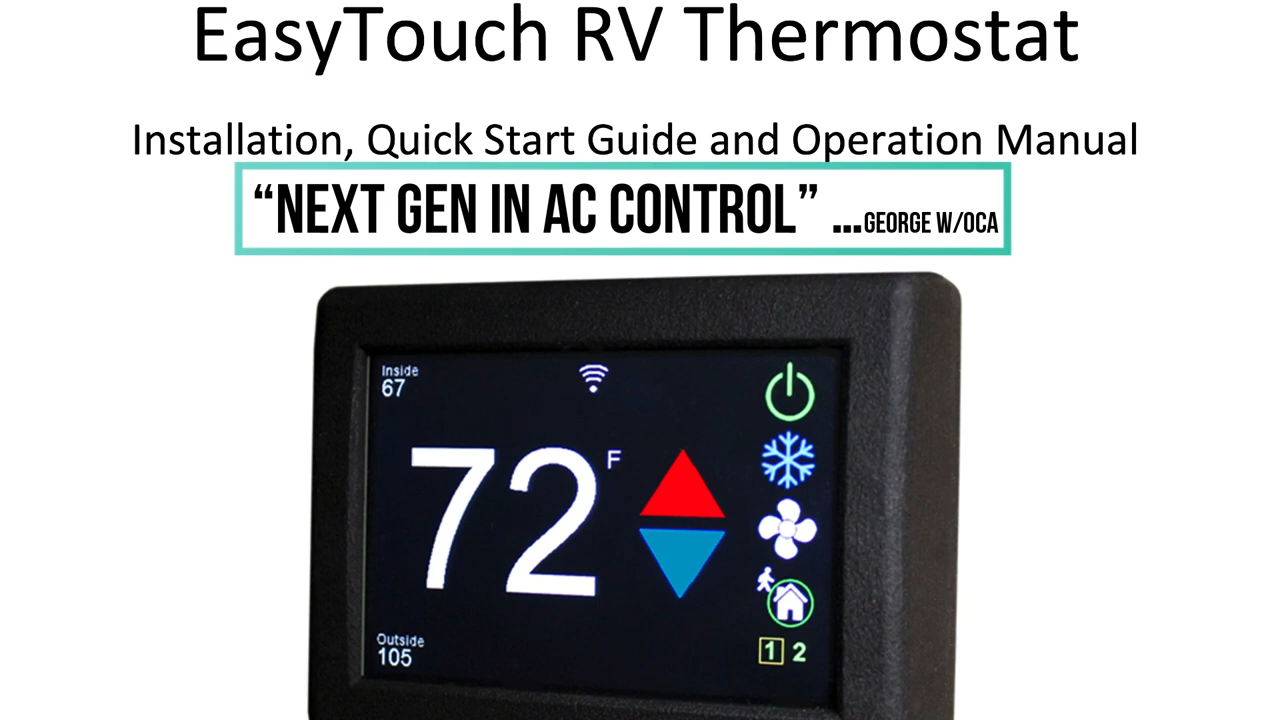 EasyTouch RV Thermostat
Installation, Quick Start Guide and Operation Manual
“NEXT GEN IN AC CONTROL” ...GEORGE W/OCA
Inside
67
72 F
Outside
105
1 2